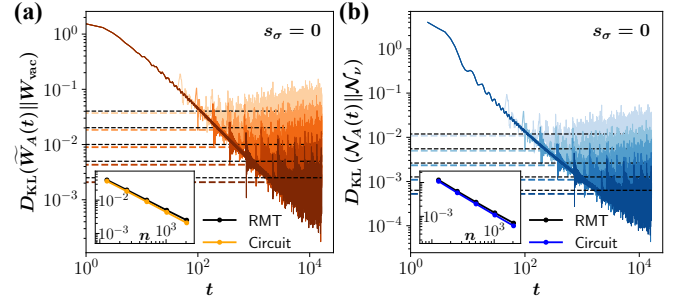 (a)
s_σ = 0
D_KL(W̃_A(t)||W_vac)
10^0
10^−1
10^−2
10^−3
10^−2
10^−3
n
10^3
RMT
Circuit
10^0
10^2
10^4
t
(b)
s_σ = 0
D_KL(𝒩_A(t)||𝒩_ν)
10^0
10^−1
10^−2
10^−3
10^−4
10^−3
n
10^3
RMT
Circuit
10^0
10^2
10^4
t